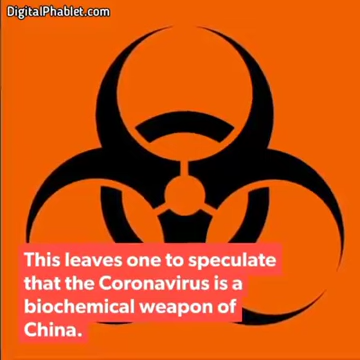 DigitalPhablet.com
This leaves one to speculate
that the Coronavirus is a
biochemical weapon of
China.